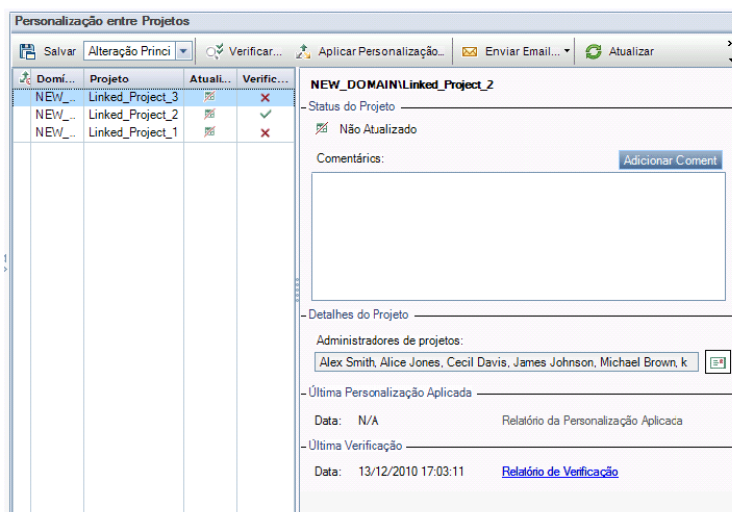 Personalização entre Projetos
Salvar Alteração Princi Verificar... Aplicar Personalização... Enviar Email... Atualizar
Domí... Projeto Atuali... Verific...
NEW_... Linked_Project_3
NEW_... Linked_Project_2
NEW_... Linked_Project_1
NEW_DOMAIN\Linked_Project_2
Status do Projeto
Não Atualizado
Comentários: Adicionar Coment
Detalhes do Projeto
Administradores de projetos:
Alex Smith, Alice Jones, Cecil Davis, James Johnson, Michael Brown, k
Última Personalização Aplicada
Data: N/A Relatório da Personalização Aplicaca
Última Verificação
Data: 13/12/2010 17:03:11 Relatório de Verificação